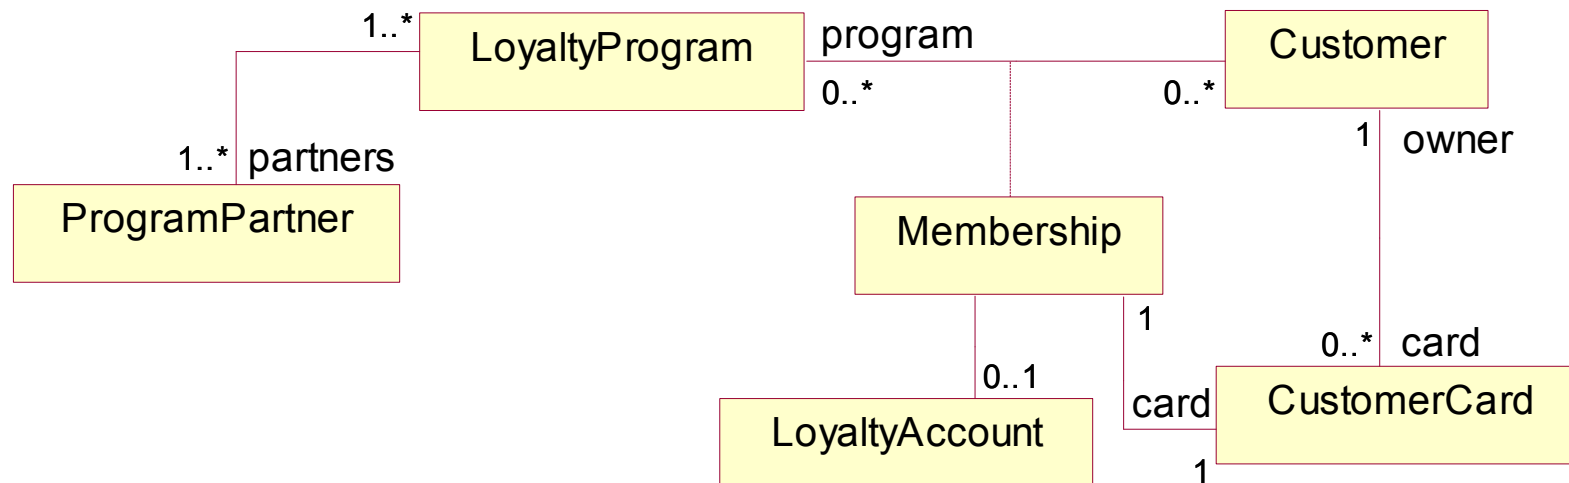 1..*
LoyaltyProgram
program
0..*
0..*
Customer
1
owner
1..*
partners
ProgramPartner
Membership
1
0..*
card
0..1
card
1
CustomerCard
LoyaltyAccount